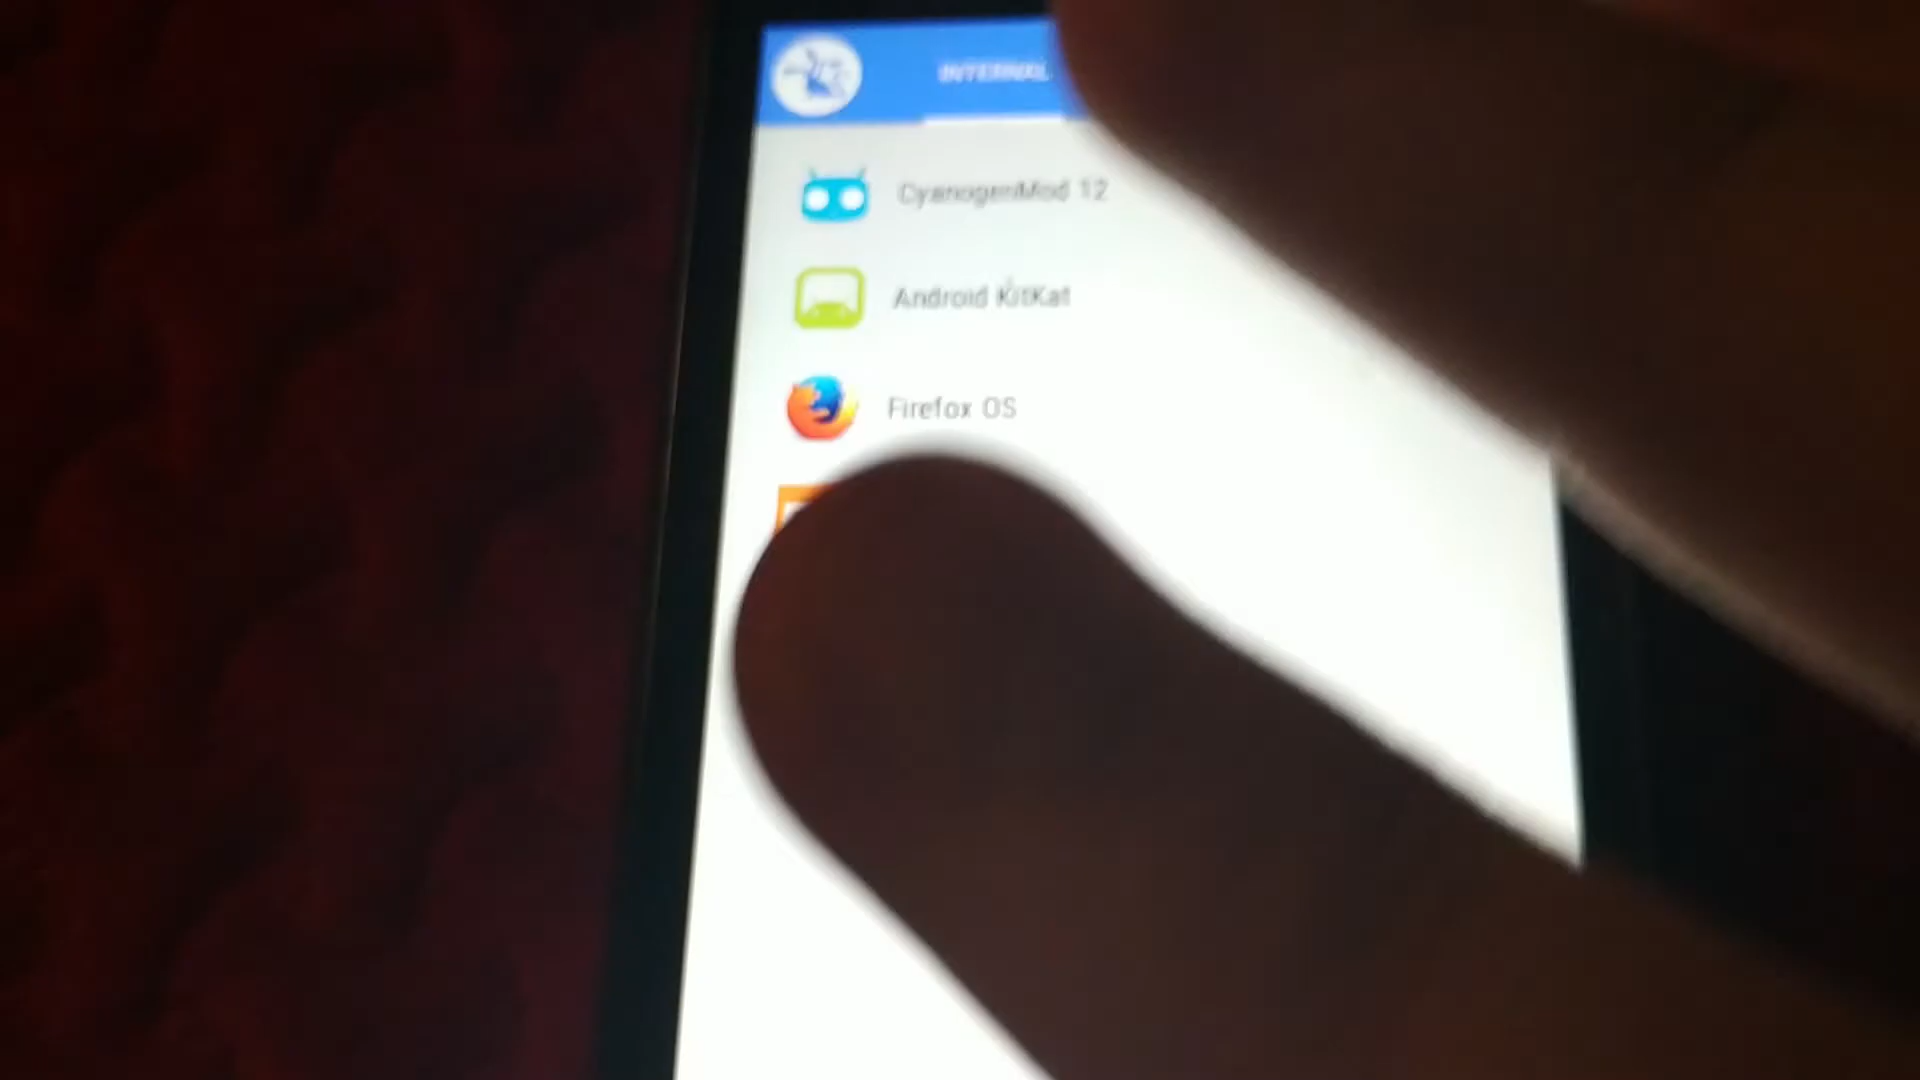 INTERNAL
CyanogenMod 12
Android KitKat
Firefox OS